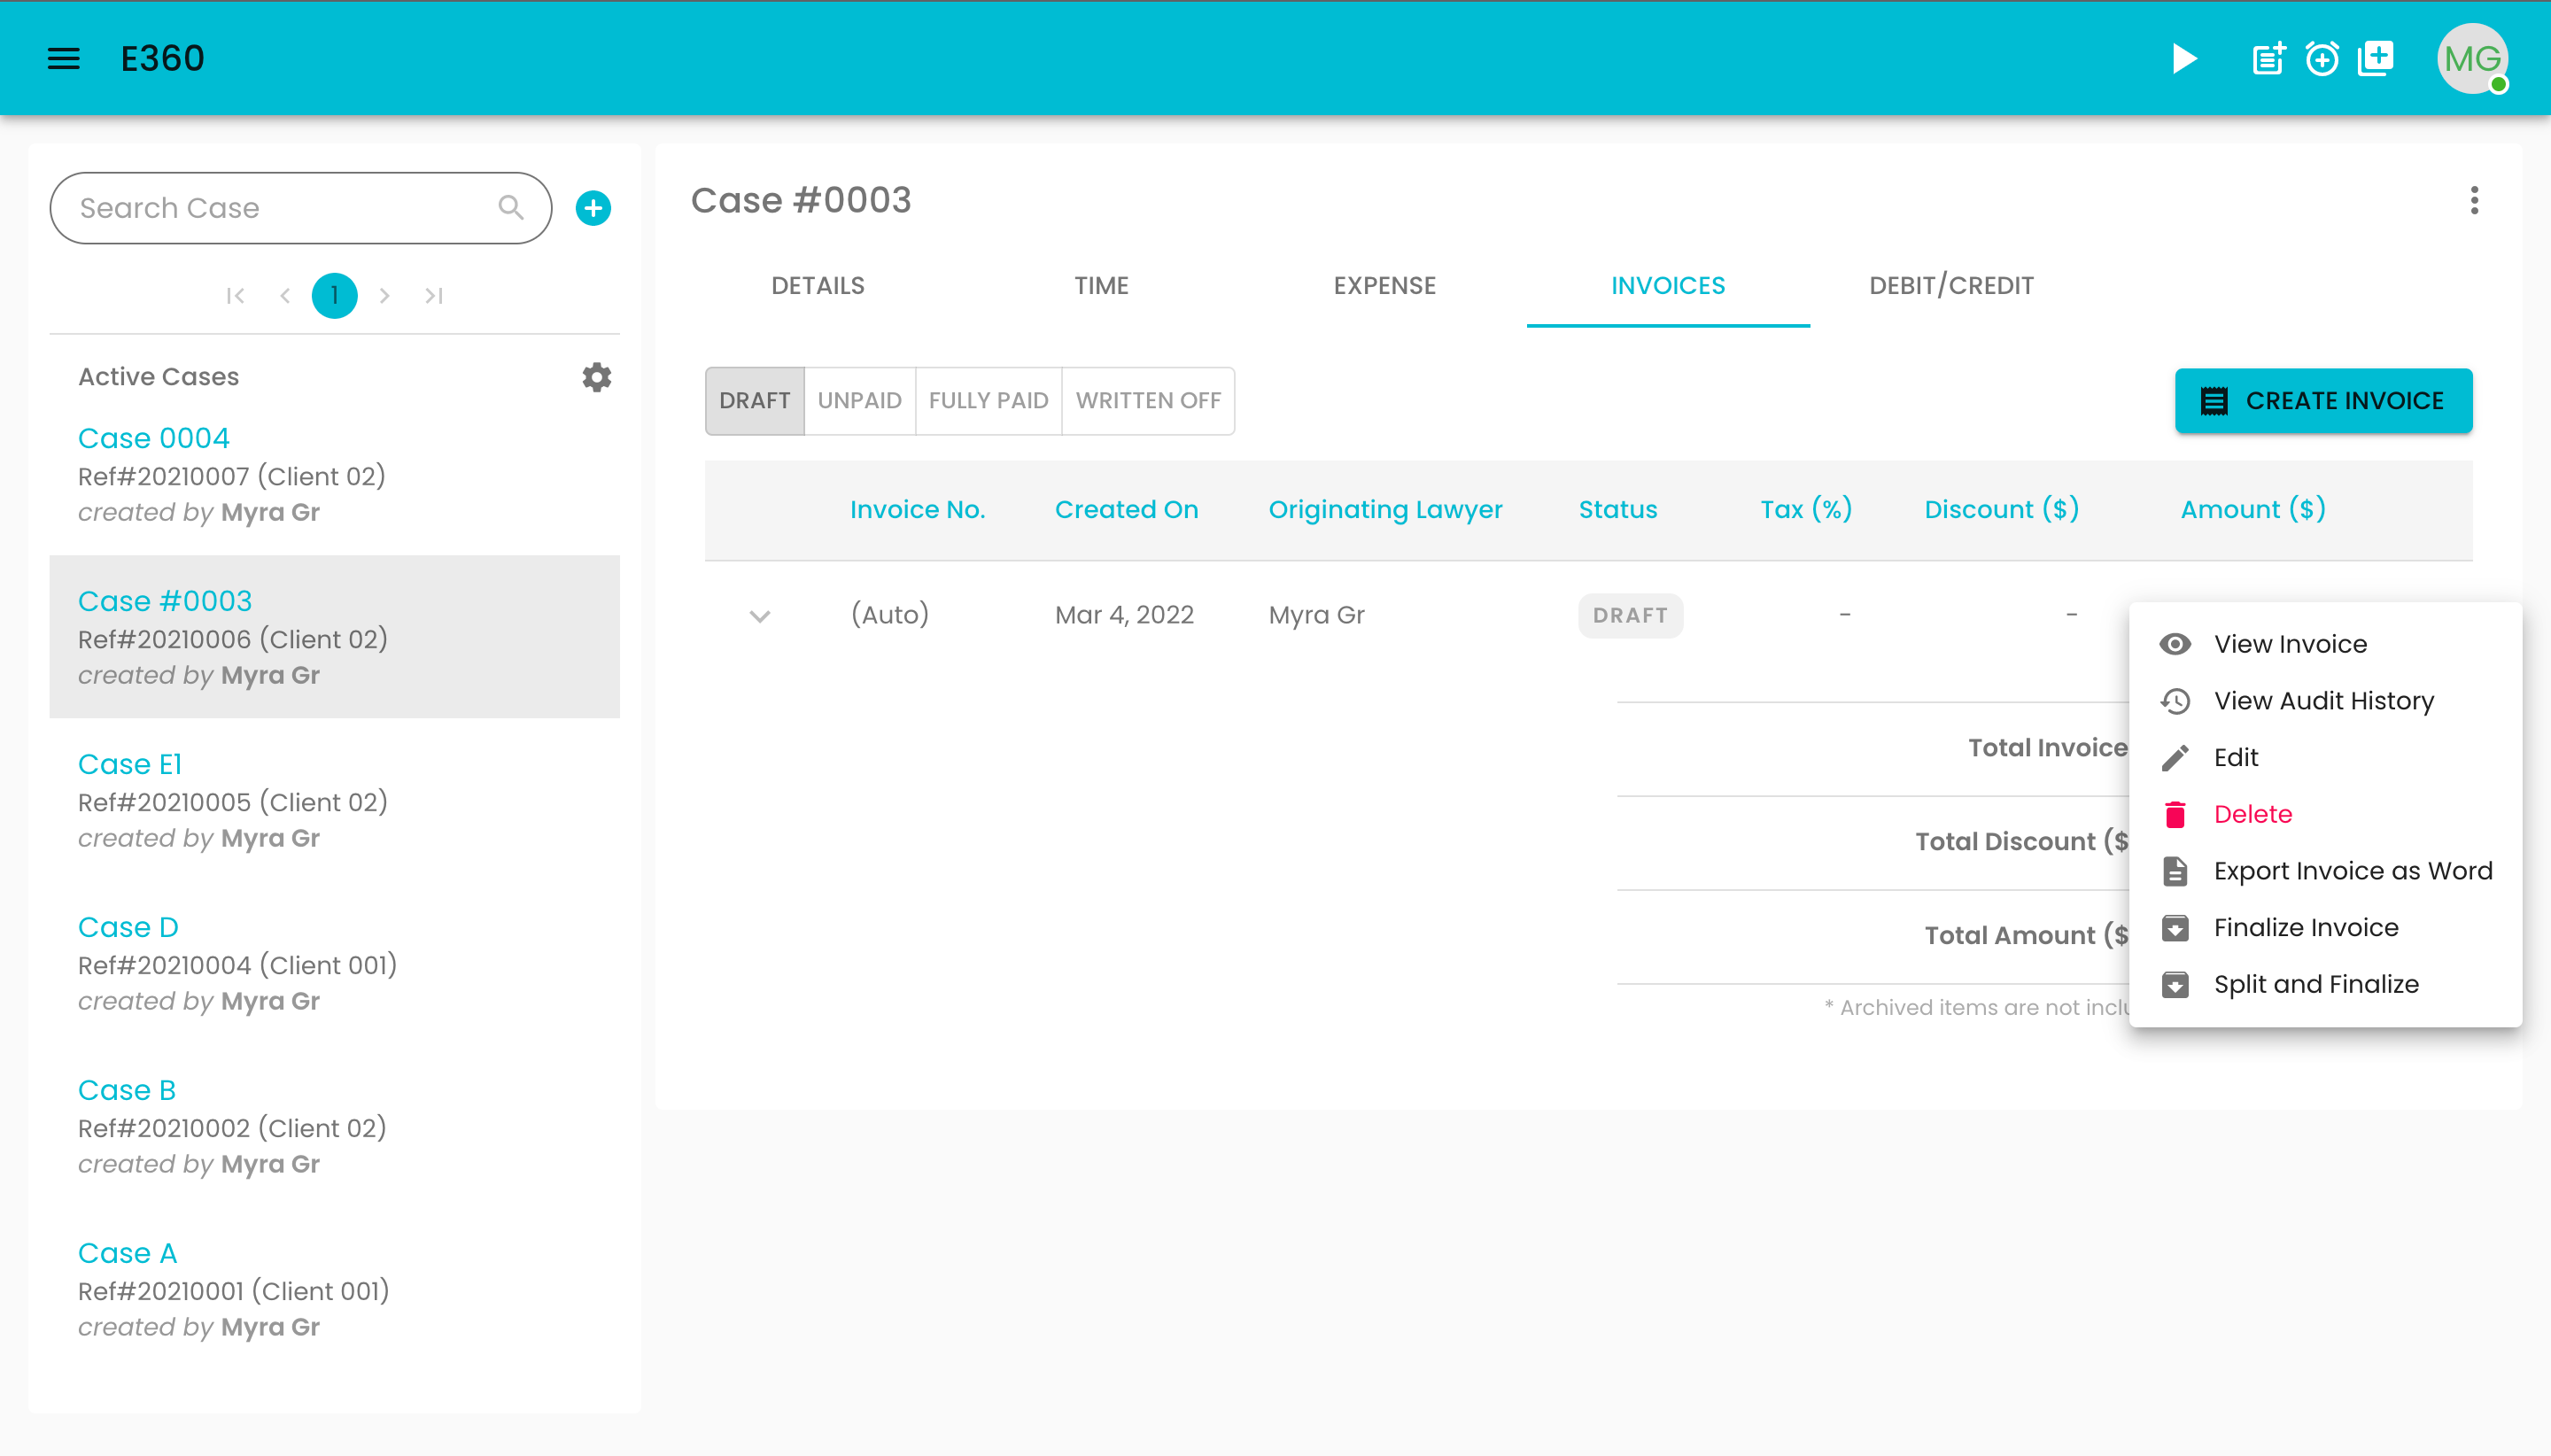 E360
MG
Search Case
1
Active Cases
Case 0004
Ref#20210007 (Client 02)
created by Myra Gr
Case #0003
Ref#20210006 (Client 02)
created by Myra Gr
Case E1
Ref#20210005 (Client 02)
created by Myra Gr
Case D
Ref#20210004 (Client 001)
created by Myra Gr
Case B
Ref#20210002 (Client 02)
created by Myra Gr
Case A
Ref#20210001 (Client 001)
created by Myra Gr
Case #0003
DETAILS TIME EXPENSE INVOICES DEBIT/CREDIT
DRAFT UNPAID FULLY PAID WRITTEN OFF
CREATE INVOICE
Invoice No. Created On Originating Lawyer Status Tax (%) Discount ($) Amount ($)
(Auto) Mar 4, 2022 Myra Gr DRAFT - -
Total Invoice
Total Discount ($
Total Amount ($
* Archived items are not inclu
View Invoice
View Audit History
Edit
Delete
Export Invoice as Word
Finalize Invoice
Split and Finalize